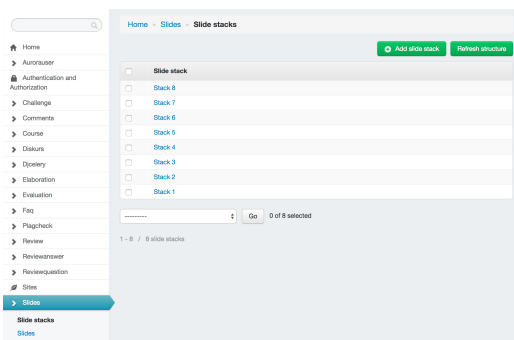 Home - Slides - Slide stacks
Home
Aurorauser
Authentication and
Authorization
Challenge
Comments
Course
Diskurs
Djcelery
Elaboration
Evaluation
Faq
Plagcheck
Review
Reviewanswer
Reviewquestion
Sites
Slides
Slide stacks
Slides
Add slide stack Refresh structure
Slide stack
Stack 8
Stack 7
Stack 6
Stack 5
Stack 4
Stack 3
Stack 2
Stack 1
--------- Go 0 of 8 selected
1 - 8 / 8 slide stacks